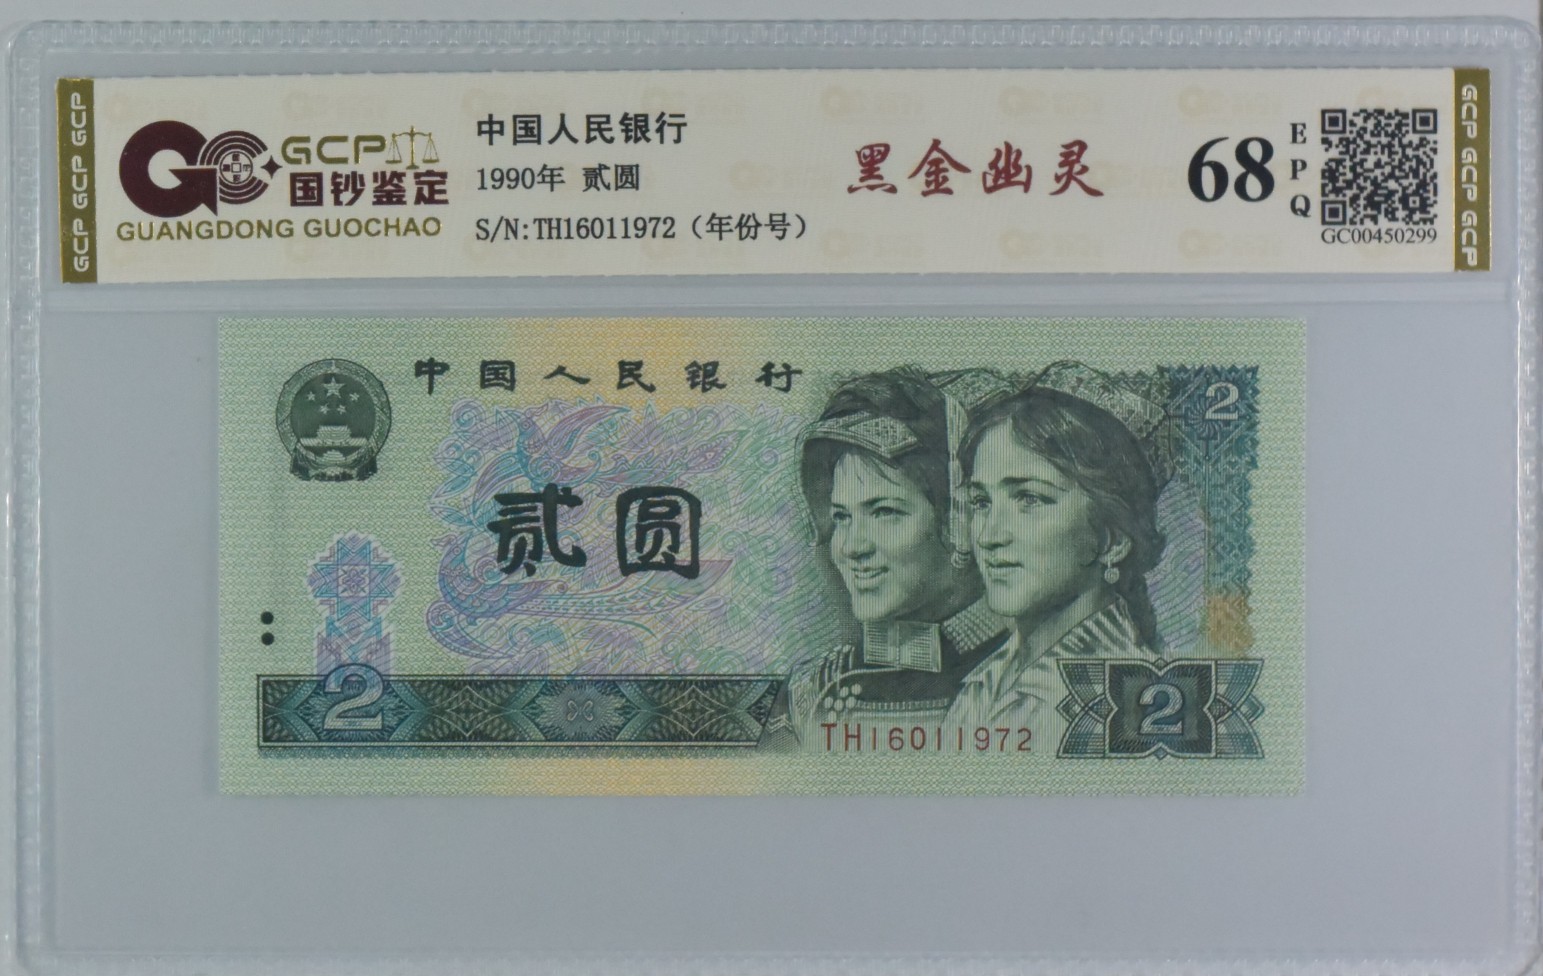 GCP GCP GCP
GCP
国钞鉴定
GUANGDONG GUOCHAO
中国人民银行
1990年 贰圆
S/N:TH16011972（年份号）
黑金幽灵
68
E
P
Q
GC00450299
GCP GCP GCP
中国人民银行
2
贰圆
2
TH16011972
2